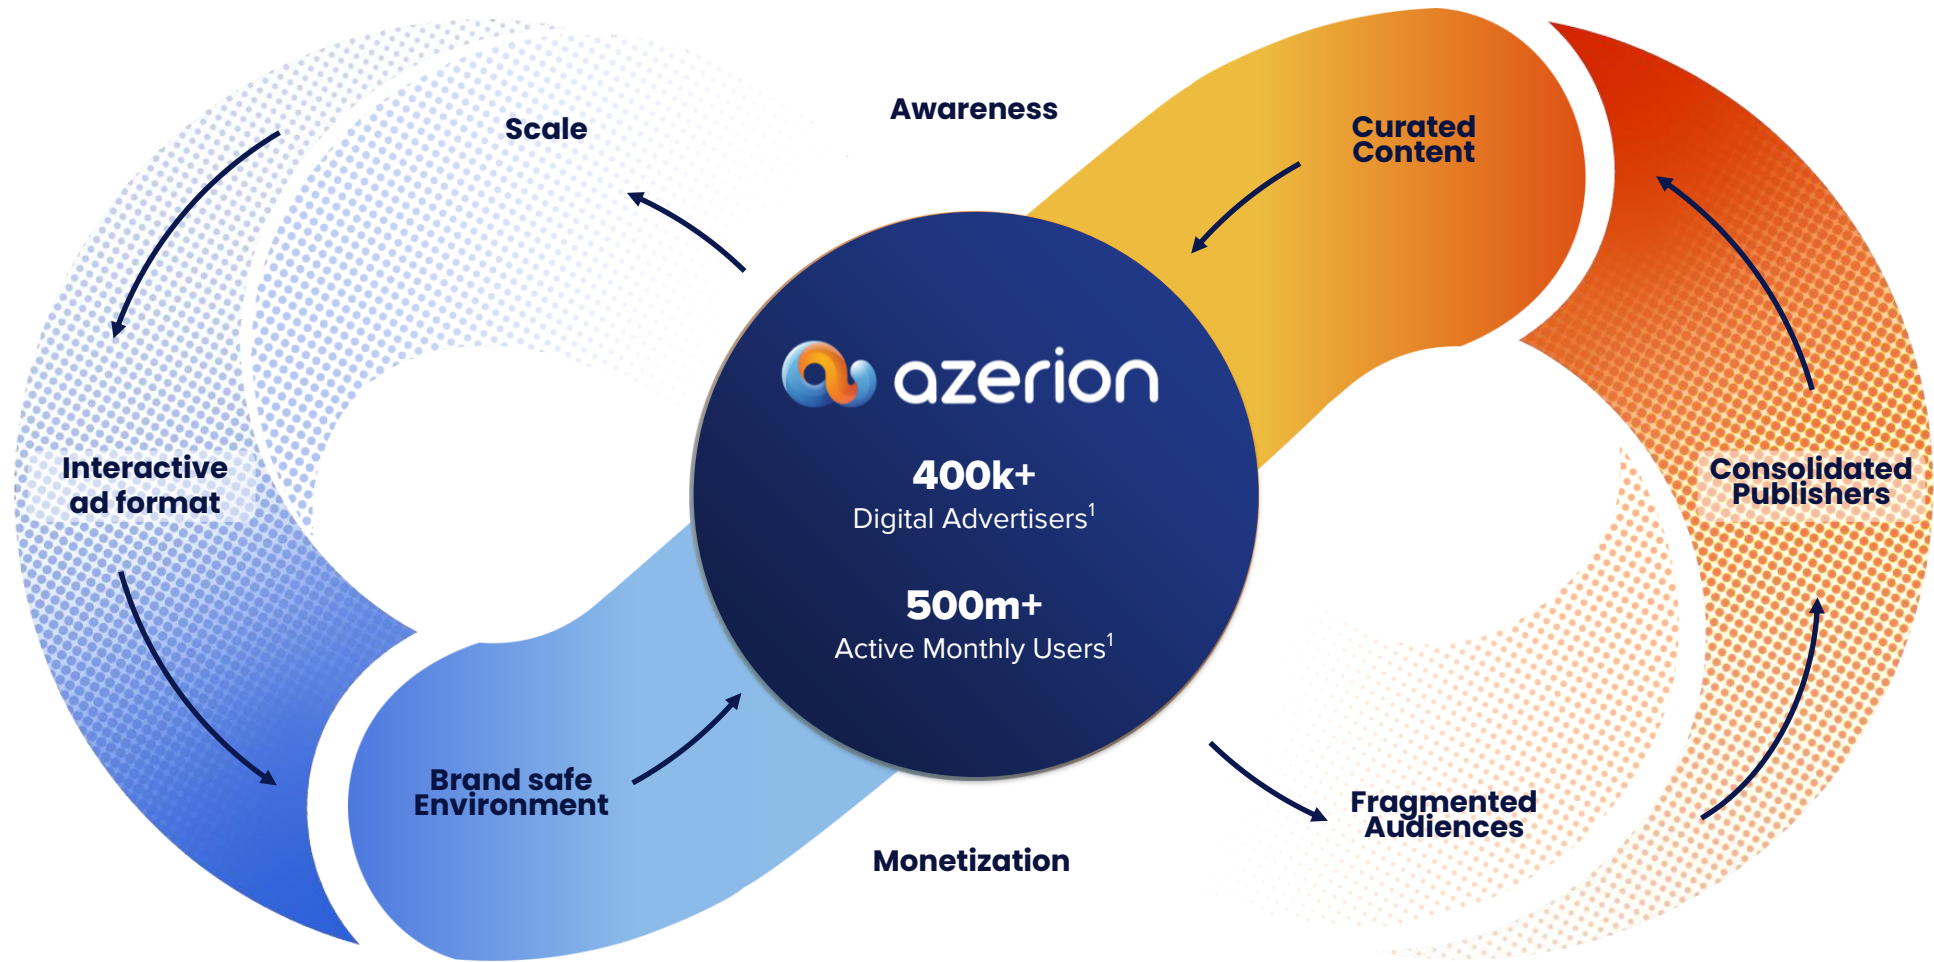 Awareness
Scale
Curated
Content
azerion
400k+
Digital Advertisers¹
500m+
Active Monthly Users¹
Interactive
ad format
Consolidated
Publishers
Brand safe
Environment
Fragmented
Audiences
Monetization